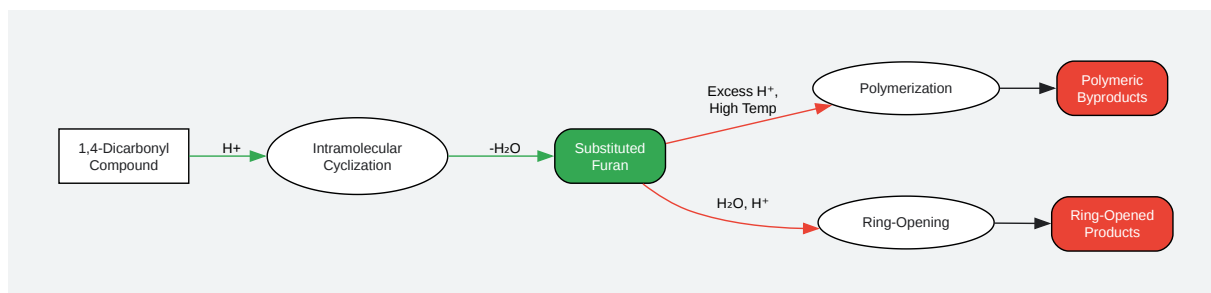 1,4-Dicarbonyl
Compound
H+
Intramolecular
Cyclization
-H₂O
Substituted
Furan
Excess H⁺,
High Temp
Polymerization
Polymeric
Byproducts
H₂O, H⁺
Ring-Opening
Ring-Opened
Products